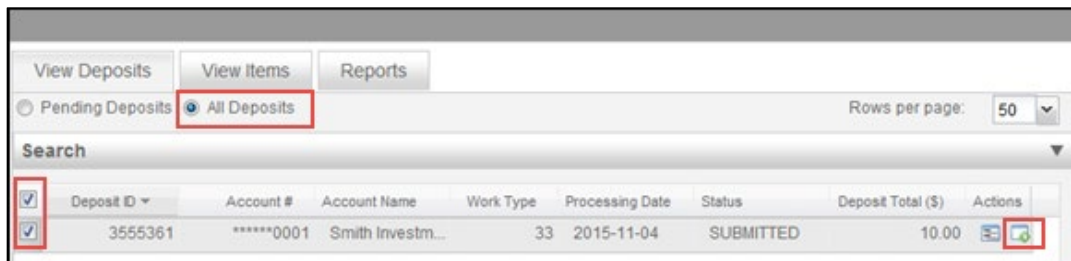 View Deposits View Items Reports
Pending Deposits All Deposits Rows per page: 50
Search
Deposit ID Account # Account Name Work Type Processing Date Status Deposit Total ($) Actions
3555361 ******0001 Smith Investm... 33 2015-11-04 SUBMITTED 10.00